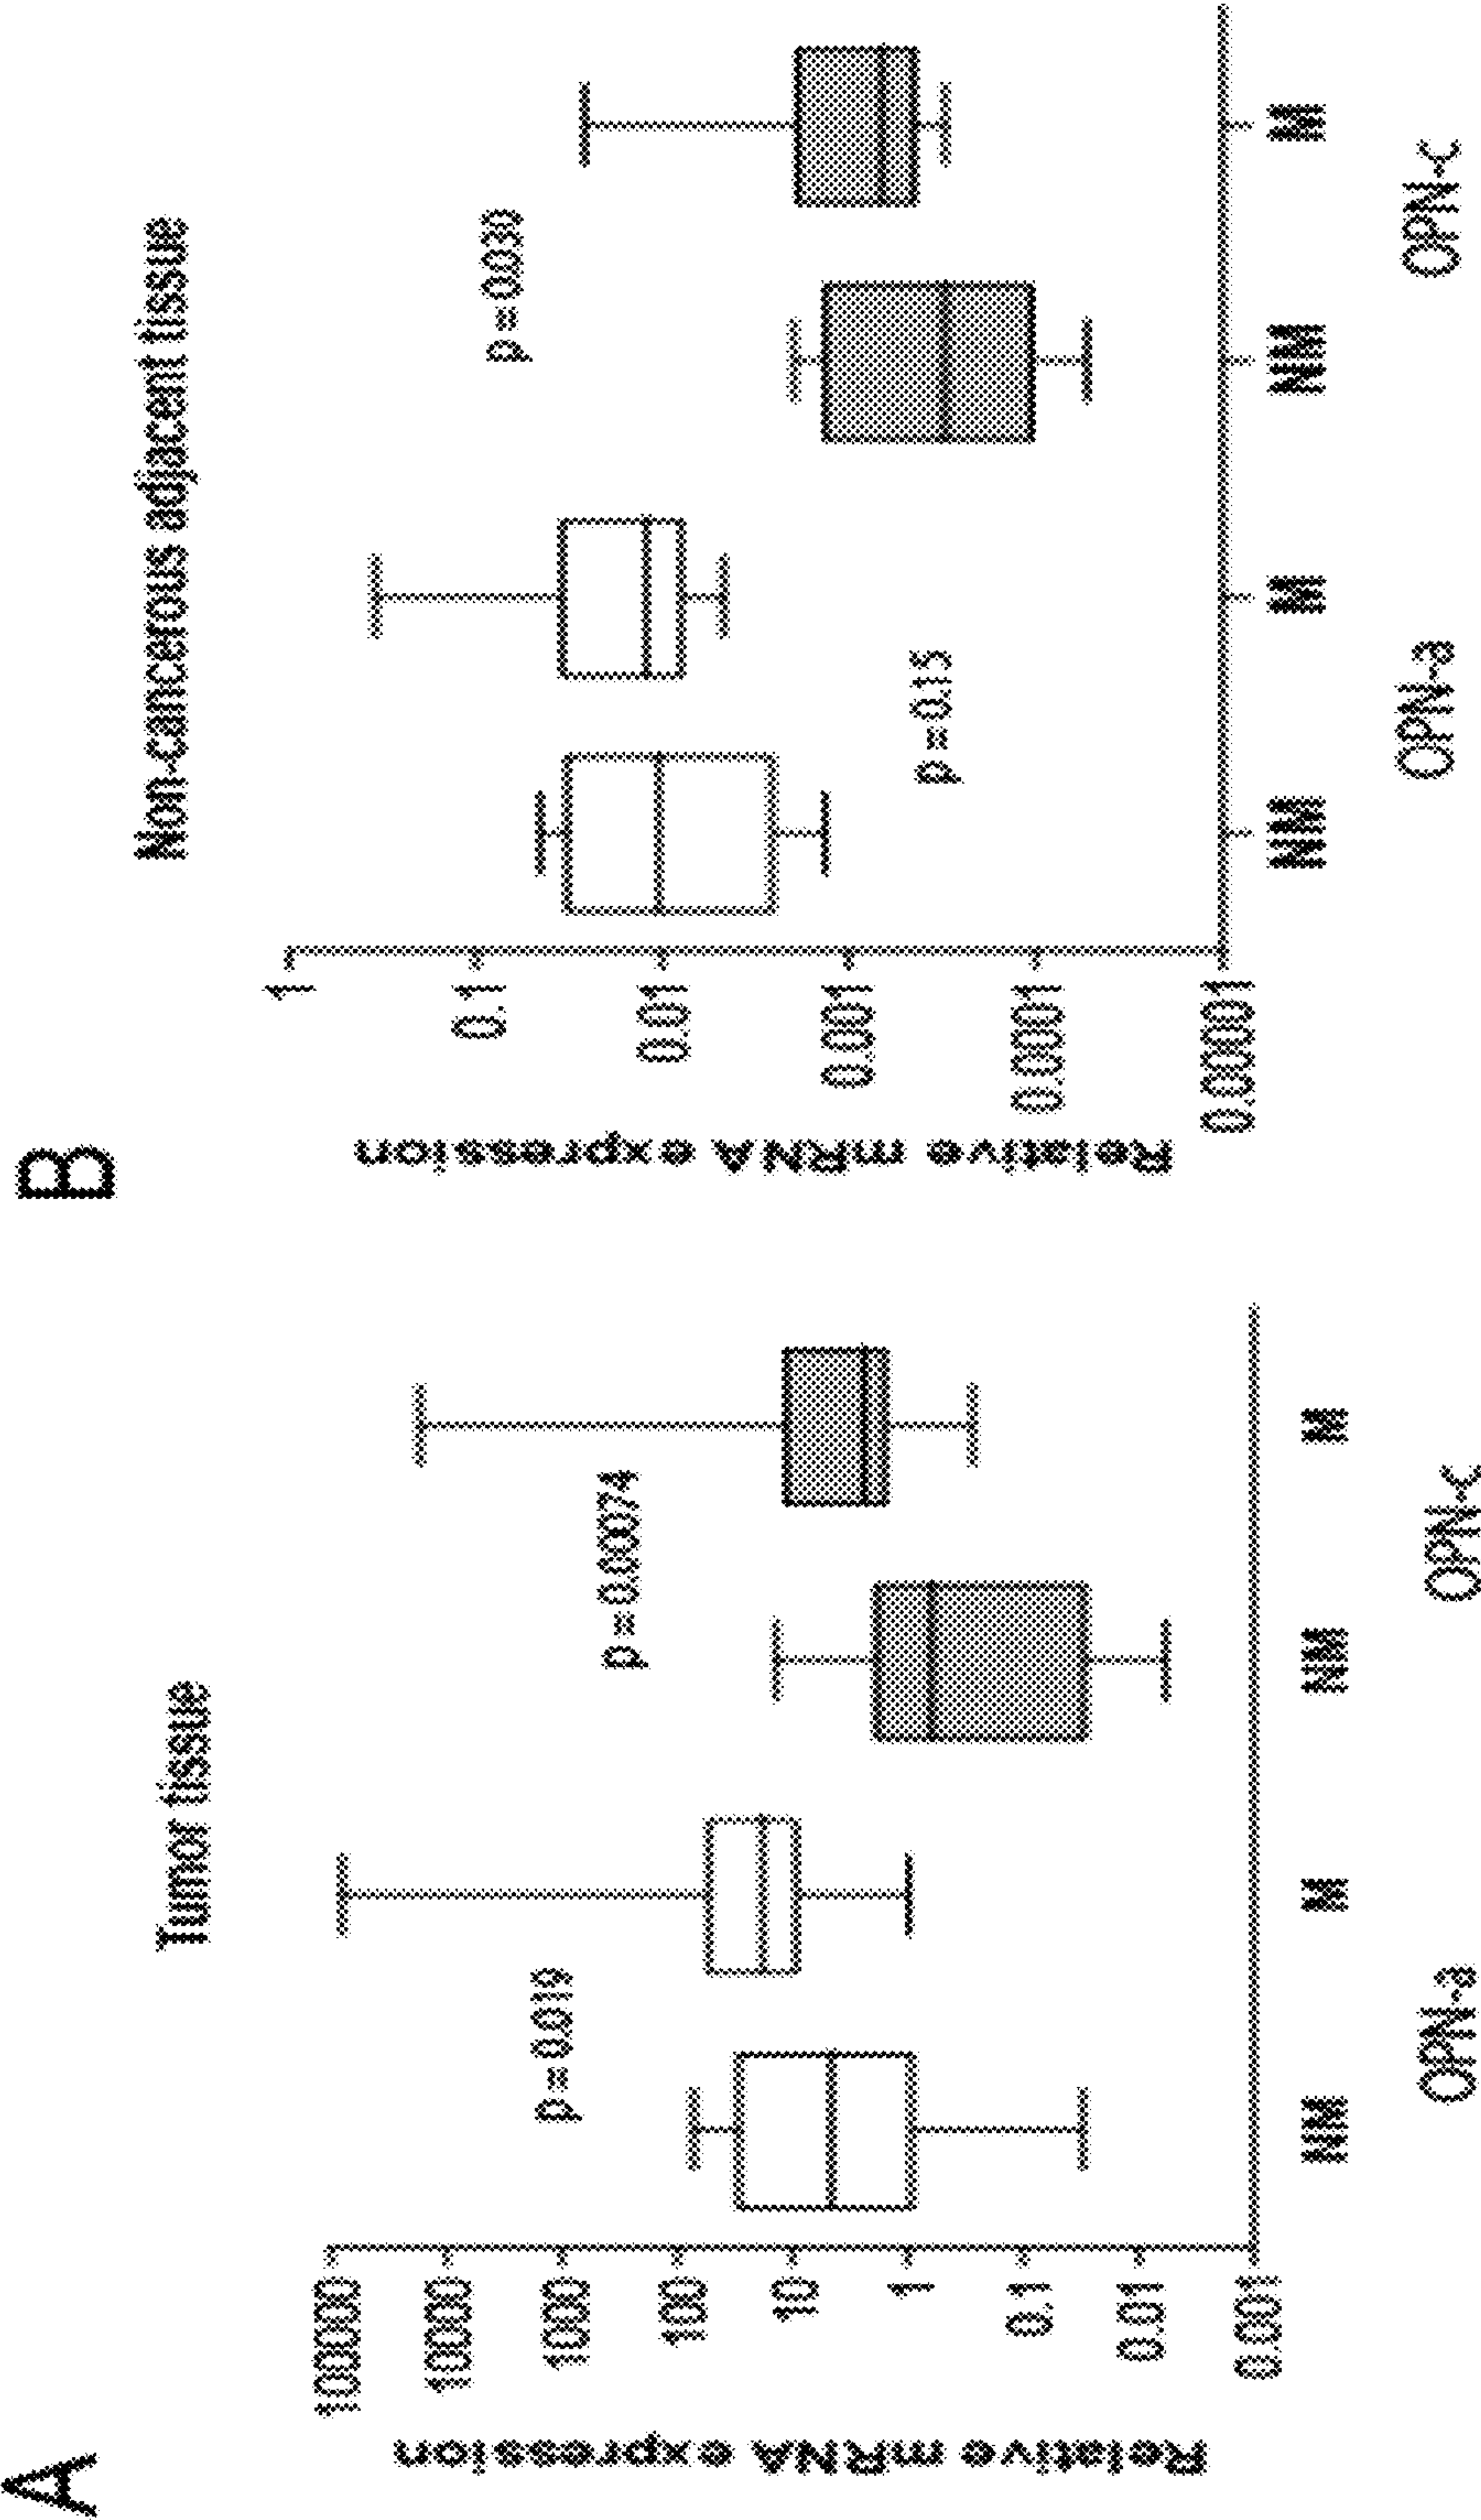 A
Tumor tissue
Relative mRNA expression
100000
10000
1000
100
10
1
0.1
0.01
0.001
p = 0.019
p = 0.00074
NM
M
NM
M
OPN-a
OPN-c
B
Non-cancerous adjacent tissue
Relative mRNA expression
1
0.1
0.01
0.001
0.0001
0.00001
p = 0.15
p = 0.030
NM
M
NM
M
OPN-a
OPN-c